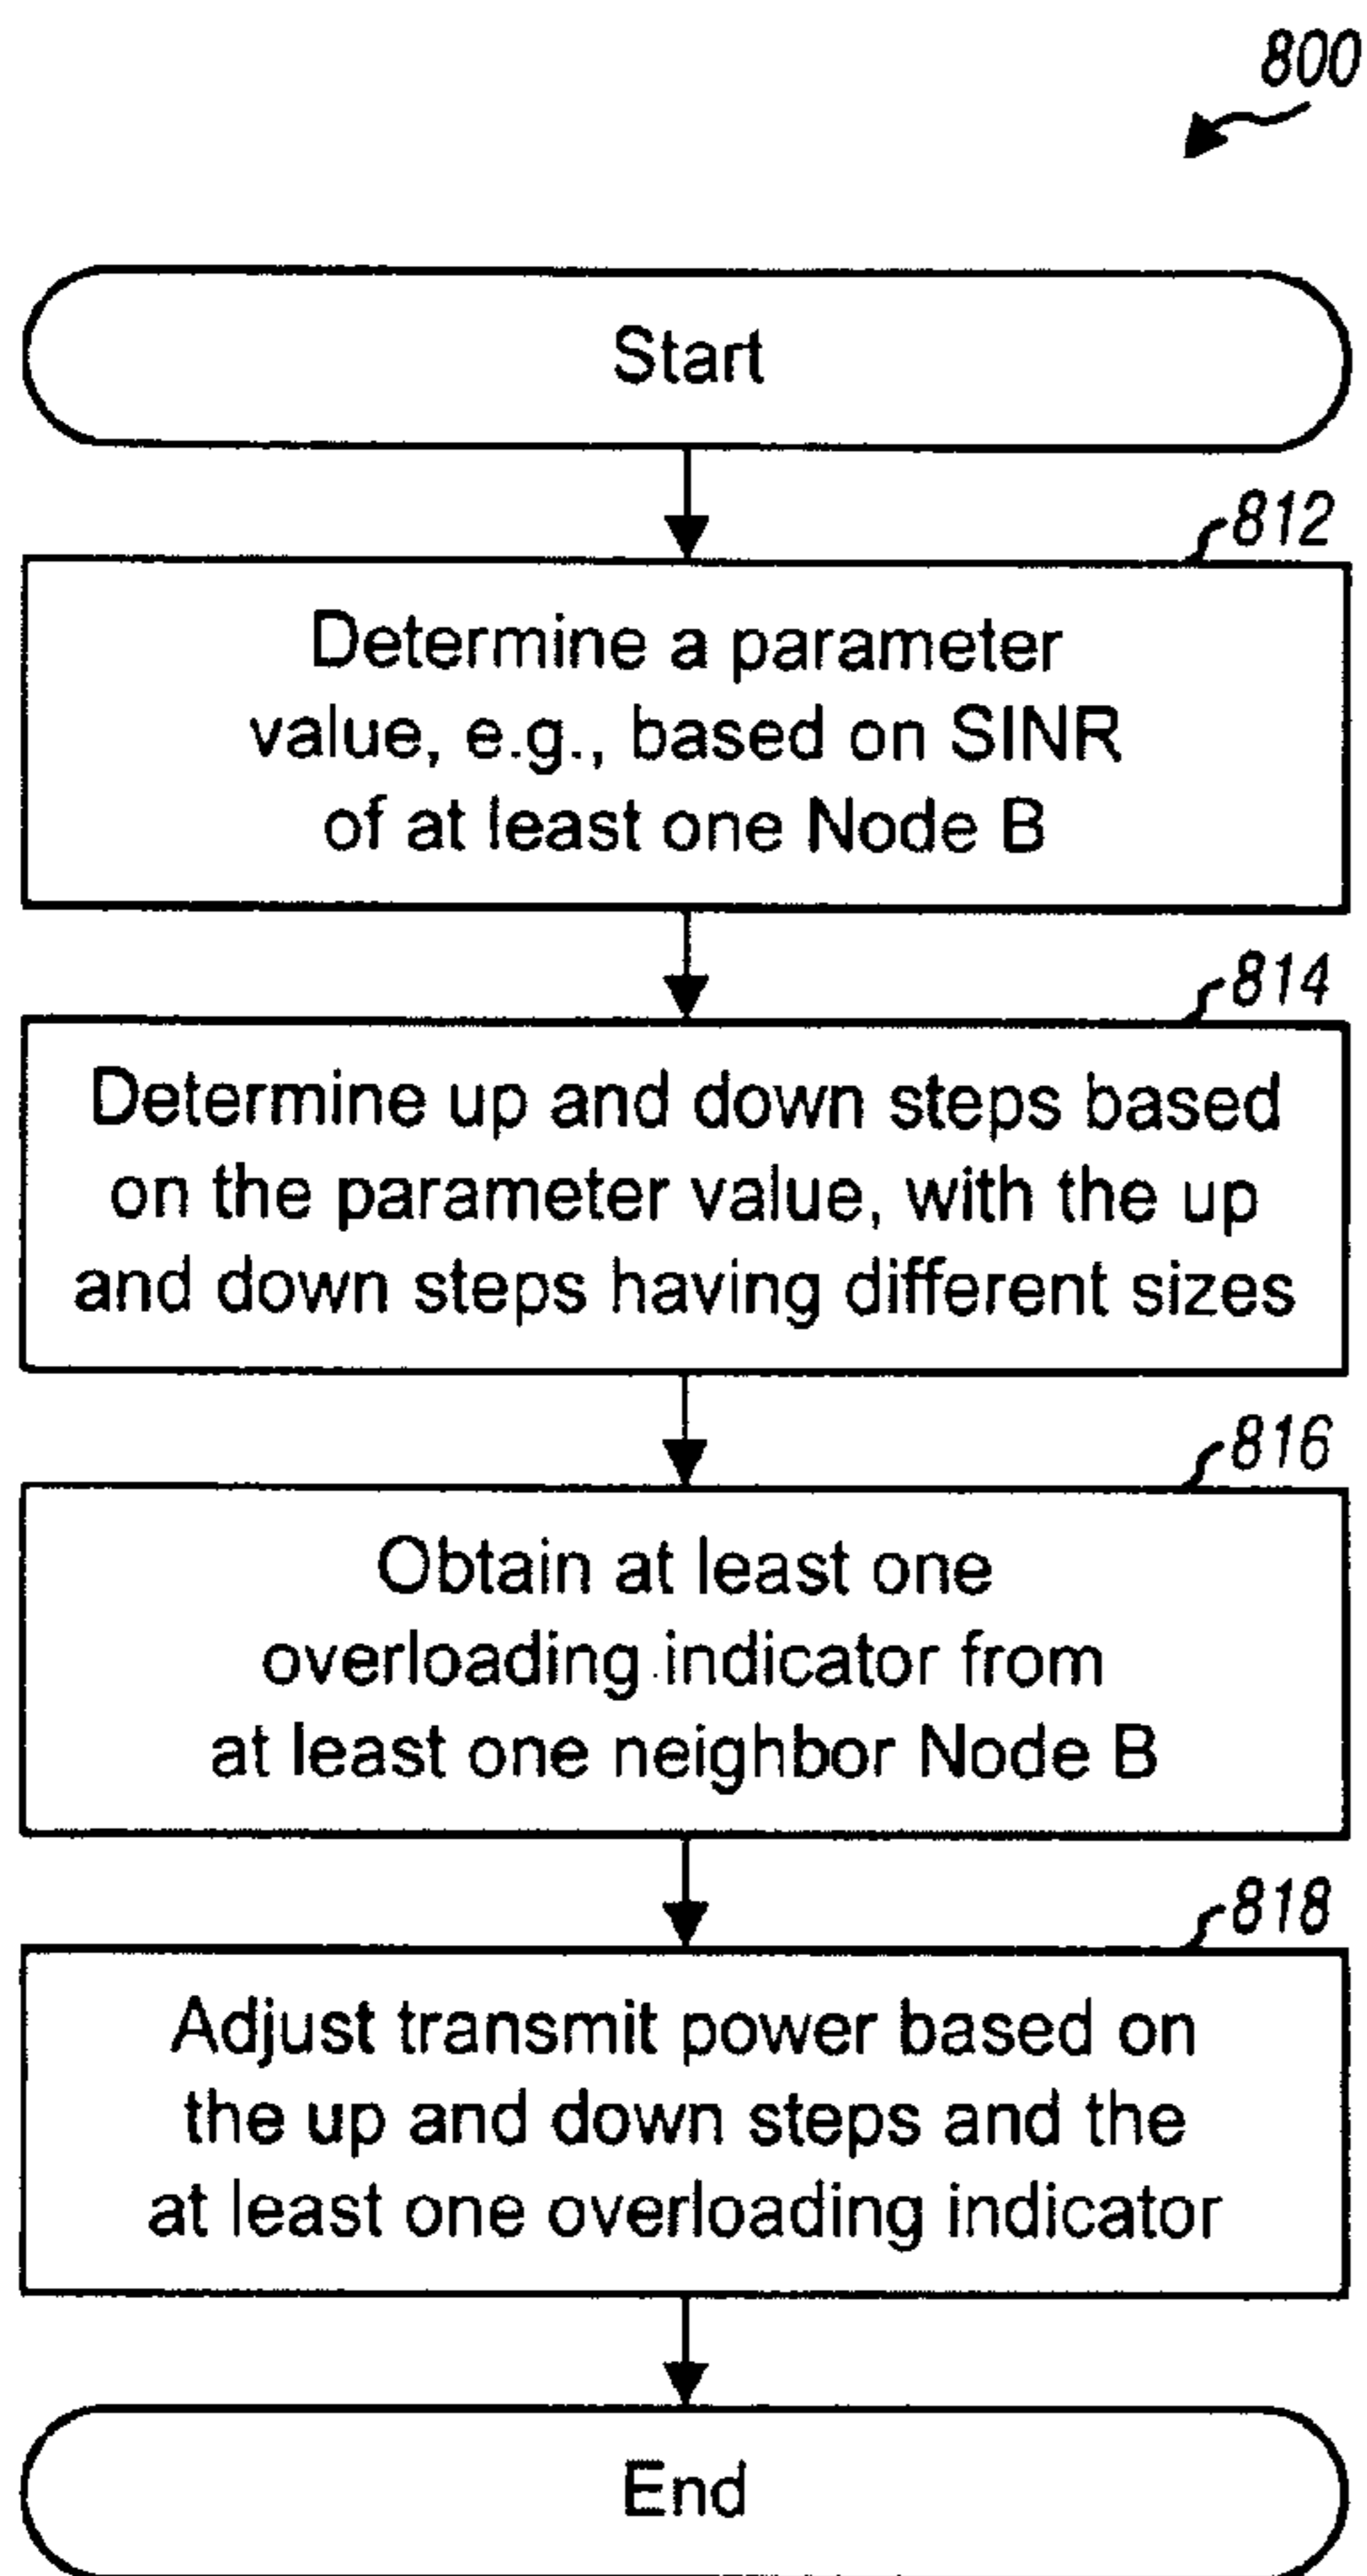 800
Start
812
Determine a parameter
value, e.g., based on SINR
of at least one Node B
814
Determine up and down steps based
on the parameter value, with the up
and down steps having different sizes
816
Obtain at least one
overloading indicator from
at least one neighbor Node B
818
Adjust transmit power based on
the up and down steps and the
at least one overloading indicator
End